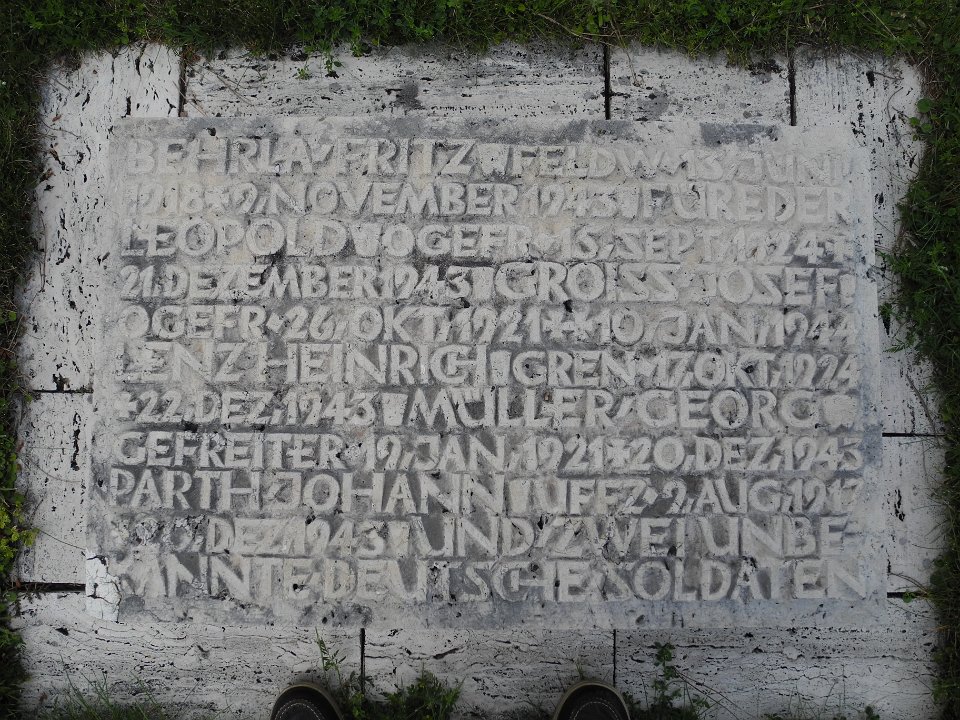 BEHRLA FRITZ FELDW 13, JUNI
1918 + 9, NOVEMBER 1943 FÜREDER
LEOPOLD OGEFR * 15, SEPT, 1924 +
21. DEZEMBER 1943 GROISS JOSEF
OGEFR * 26, OKT, 1921 + 10, JAN, 1944
LENZ HEINRICH GREN * 17, OKT, 1924
+ 22, DEZ, 1943 MÜLLER, GEORG
GEFREITER * 19, JAN, 1921 + 20, DEZ, 1943
PARTH JOHANN UFFZ * 9, AUG, 1917
DEZ, 1943 UND ZWEI UNBE
KANNTE DEUTSCHE SOLDATEN